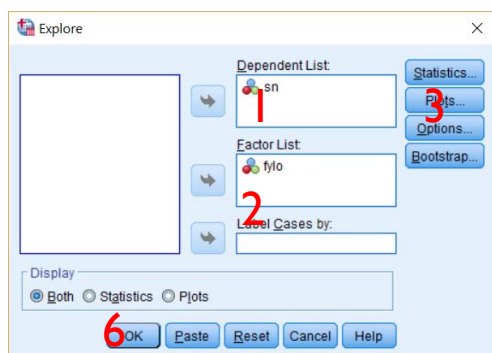 Explore
Dependent List:
sn
1
Statistics...
Plots...
3
Options...
Bootstrap...
Factor List:
fylo
2
Label Cases by:
Display
Both Statistics Plots
6
OK Paste Reset Cancel Help